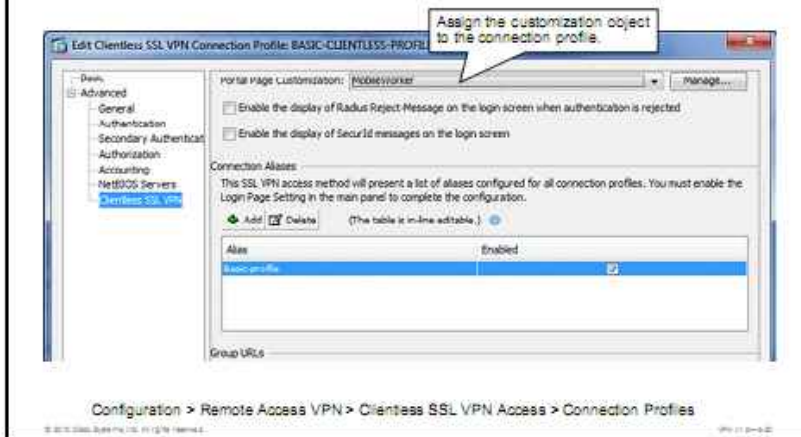 Assign the customization object
to the connection profile.
Edit Clientless SSL VPN Connection Profile: BASIC-CLIENTLESS-PROFI
Basic
Portal Page Customization: MobileWorker
Manage...
Advanced
General
Authentication
Secondary Authenticat
Authorization
Accounting
NetBIOS Servers
Clientless SSL VPN
Enable the display of Radius Reject-Message on the login screen when authentication is rejected
Enable the display of SecurId messages on the login screen
Connection Aliases
This SSL VPN access method will present a list of aliases configured for all connection profiles. You must enable the
Login Page Setting in the main panel to complete the configuration.
Add Delete (The table is in-line editable.)
Alias Enabled
Basic-profile
Group URLs
Configuration > Remote Access VPN > Clientless SSL VPN Access > Connection Profiles